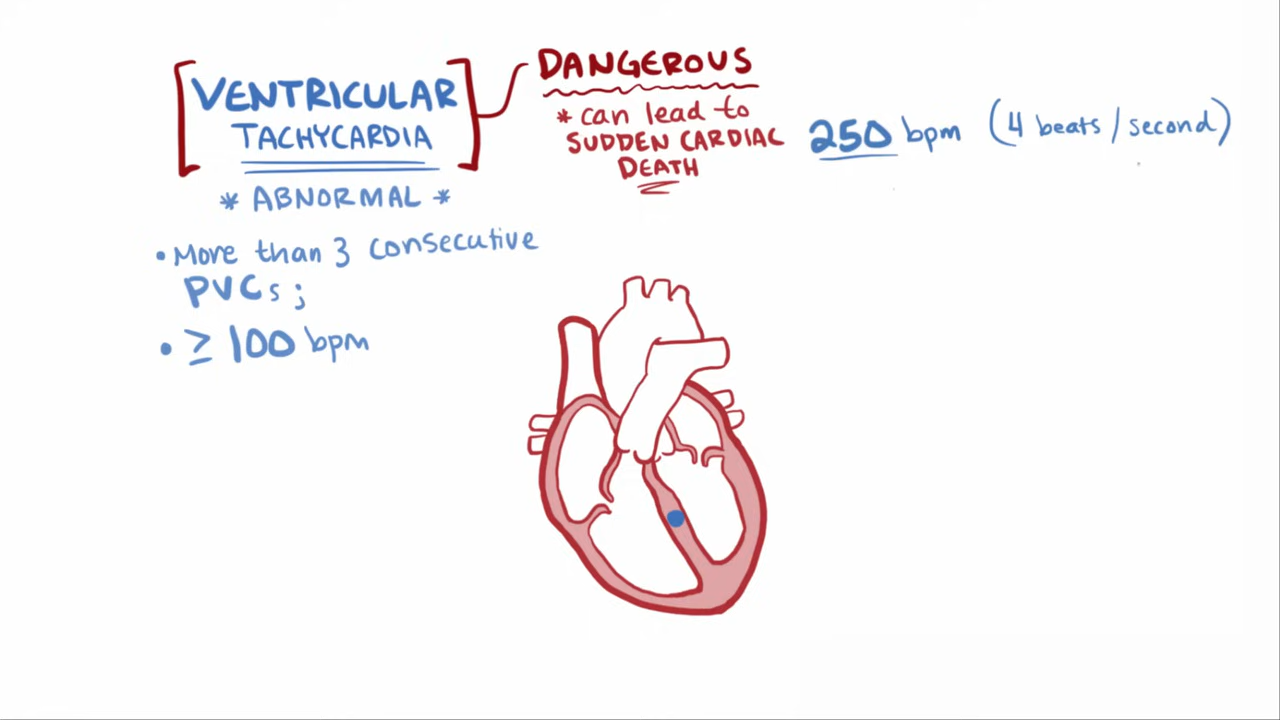 VENTRICULAR
TACHYCARDIA
* ABNORMAL *
• More than 3 consecutive
PVCs ;
• ≥ 100 bpm
DANGEROUS
* can lead to
SUDDEN CARDIAC
DEATH
250 bpm (4 beats / second)